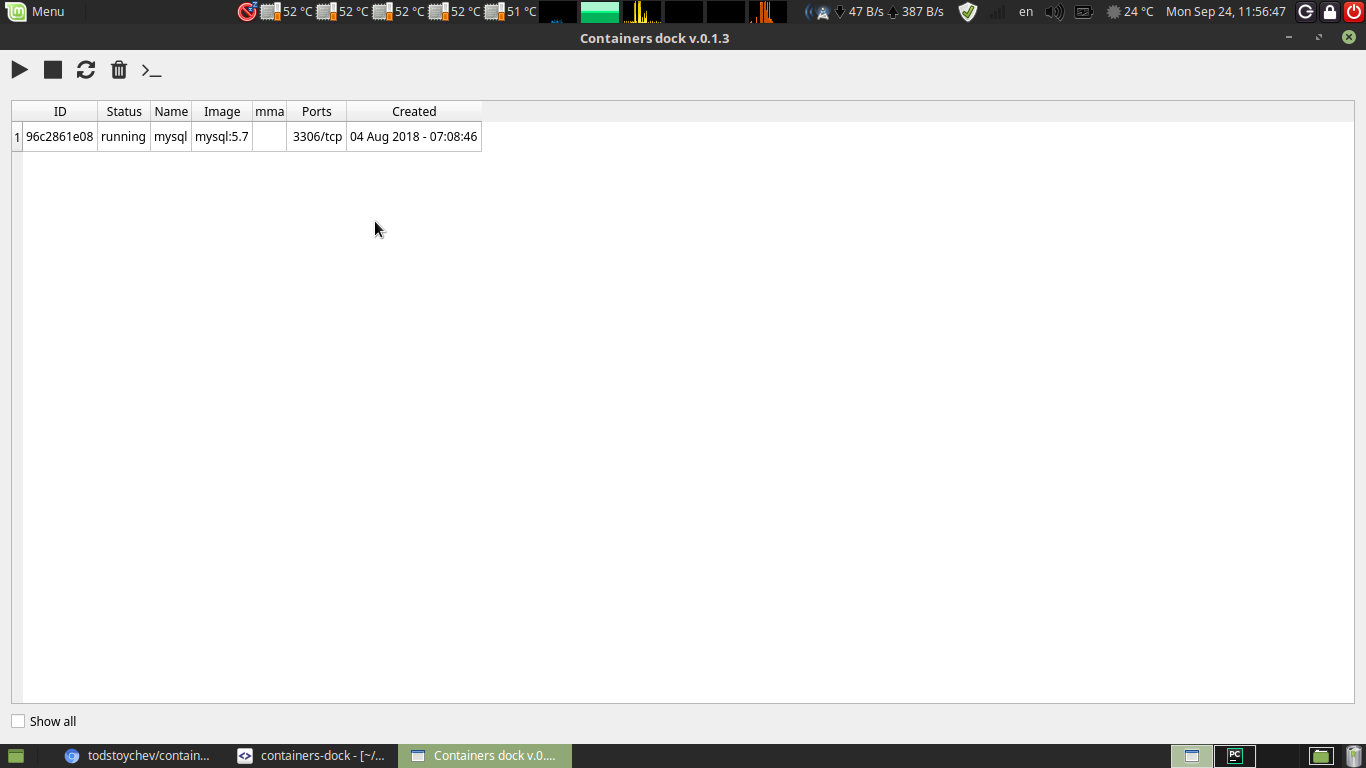 Menu 52 °C 52 °C 52 °C 52 °C 51 °C 47 B/s 387 B/s en 24 °C Mon Sep 24, 11:56:47
Containers dock v.0.1.3
ID Status Name Image mma Ports Created
1 96c2861e08 running mysql mysql:5.7 3306/tcp 04 Aug 2018 - 07:08:46
Show all
todstoychev/contain... containers-dock - [~/... Containers dock v.0.... PC